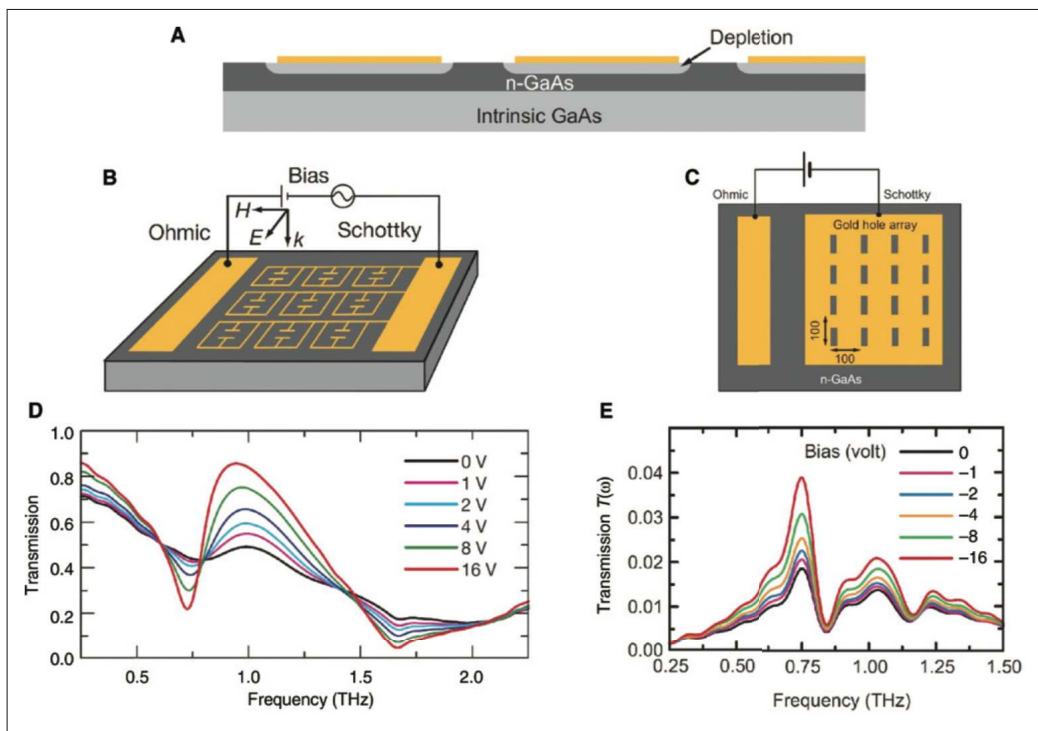 A
Depletion
n-GaAs
Intrinsic GaAs
B
Bias
H
E
k
Ohmic
Schottky
C
Ohmic
Schottky
Gold hole array
100
100
n-GaAs
D
1.0
0.8
0.6
0.4
0.2
0.0
Transmission
0 V
1 V
2 V
4 V
8 V
16 V
0.5
1.0
1.5
2.0
Frequency (THz)
E
0.04
0.03
0.02
0.01
0.00
Transmission T(ω)
Bias (volt)
0
−1
−2
−4
−8
−16
0.25
0.50
0.75
1.00
1.25
1.50
Frequency (THz)